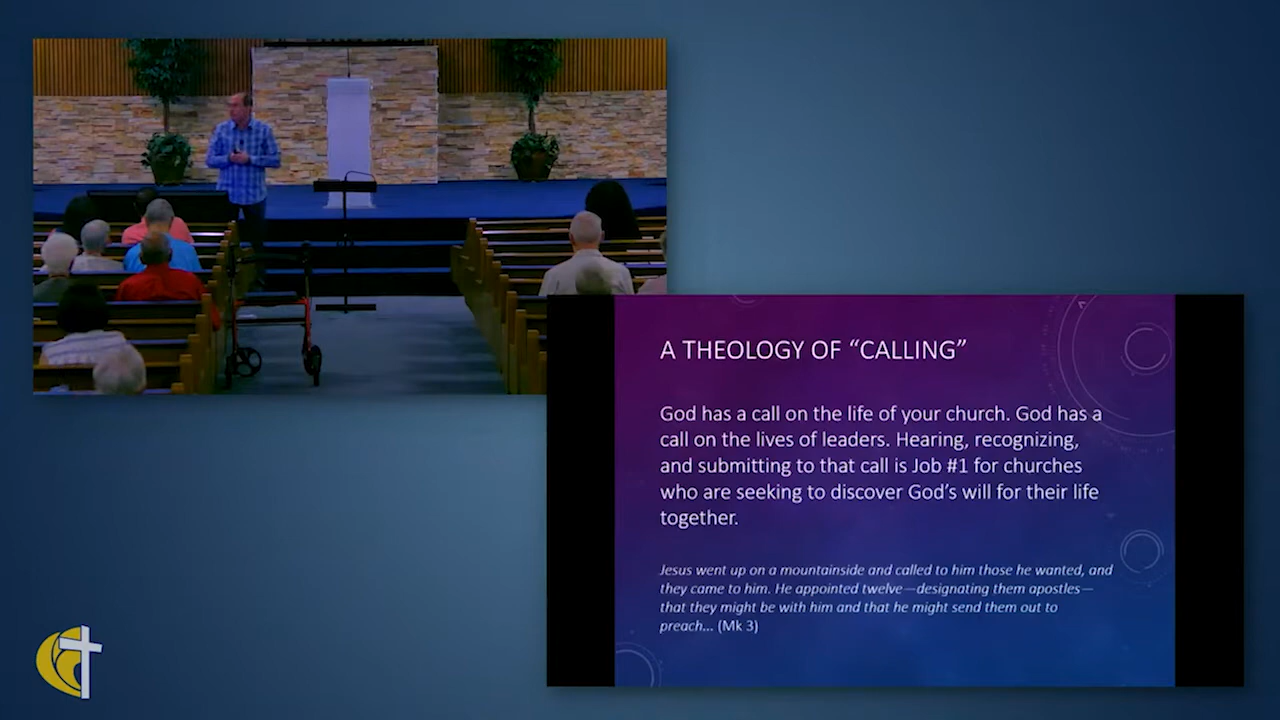 A THEOLOGY OF “CALLING”
God has a call on the life of your church. God has a
call on the lives of leaders. Hearing, recognizing,
and submitting to that call is Job #1 for churches
who are seeking to discover God’s will for their life
together.
Jesus went up on a mountainside and called to him those he wanted, and
they came to him. He appointed twelve—designating them apostles—
that they might be with him and that he might send them out to
preach... (Mk 3)